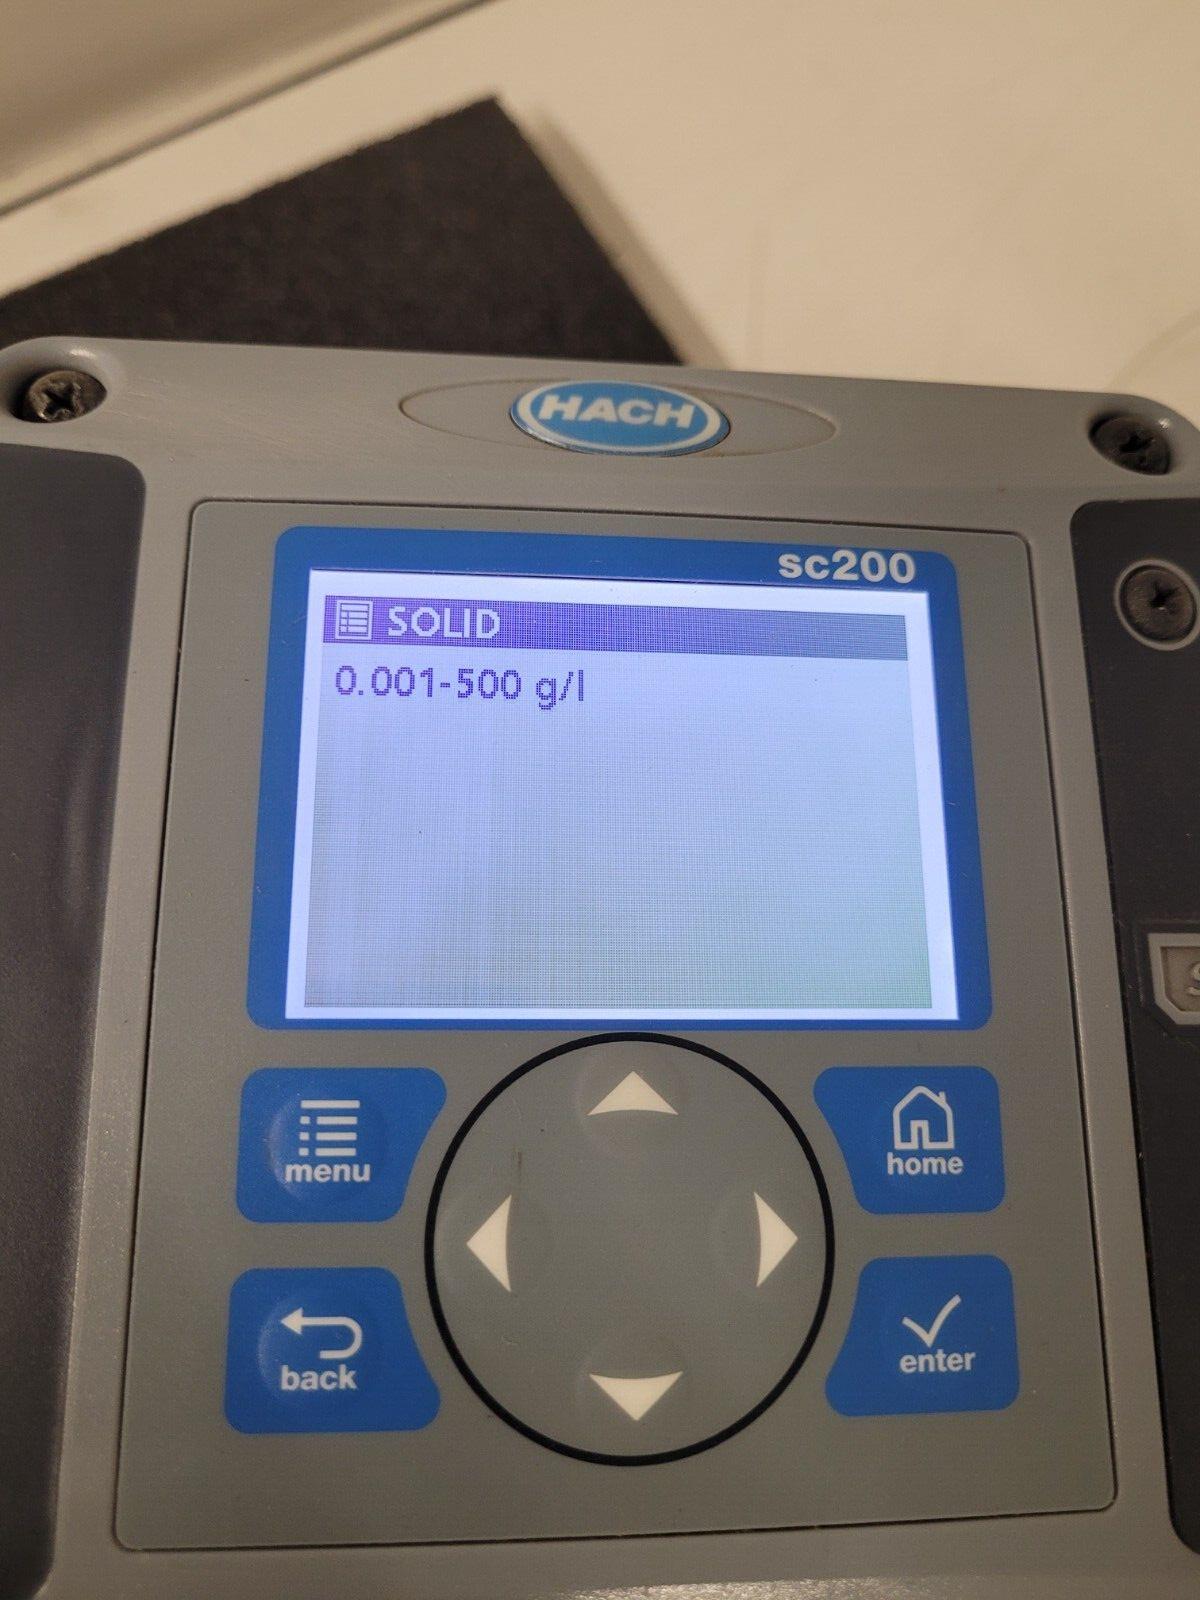 HACH
sc200
SOLID
0.001-500 g/l
menu
home
back
enter